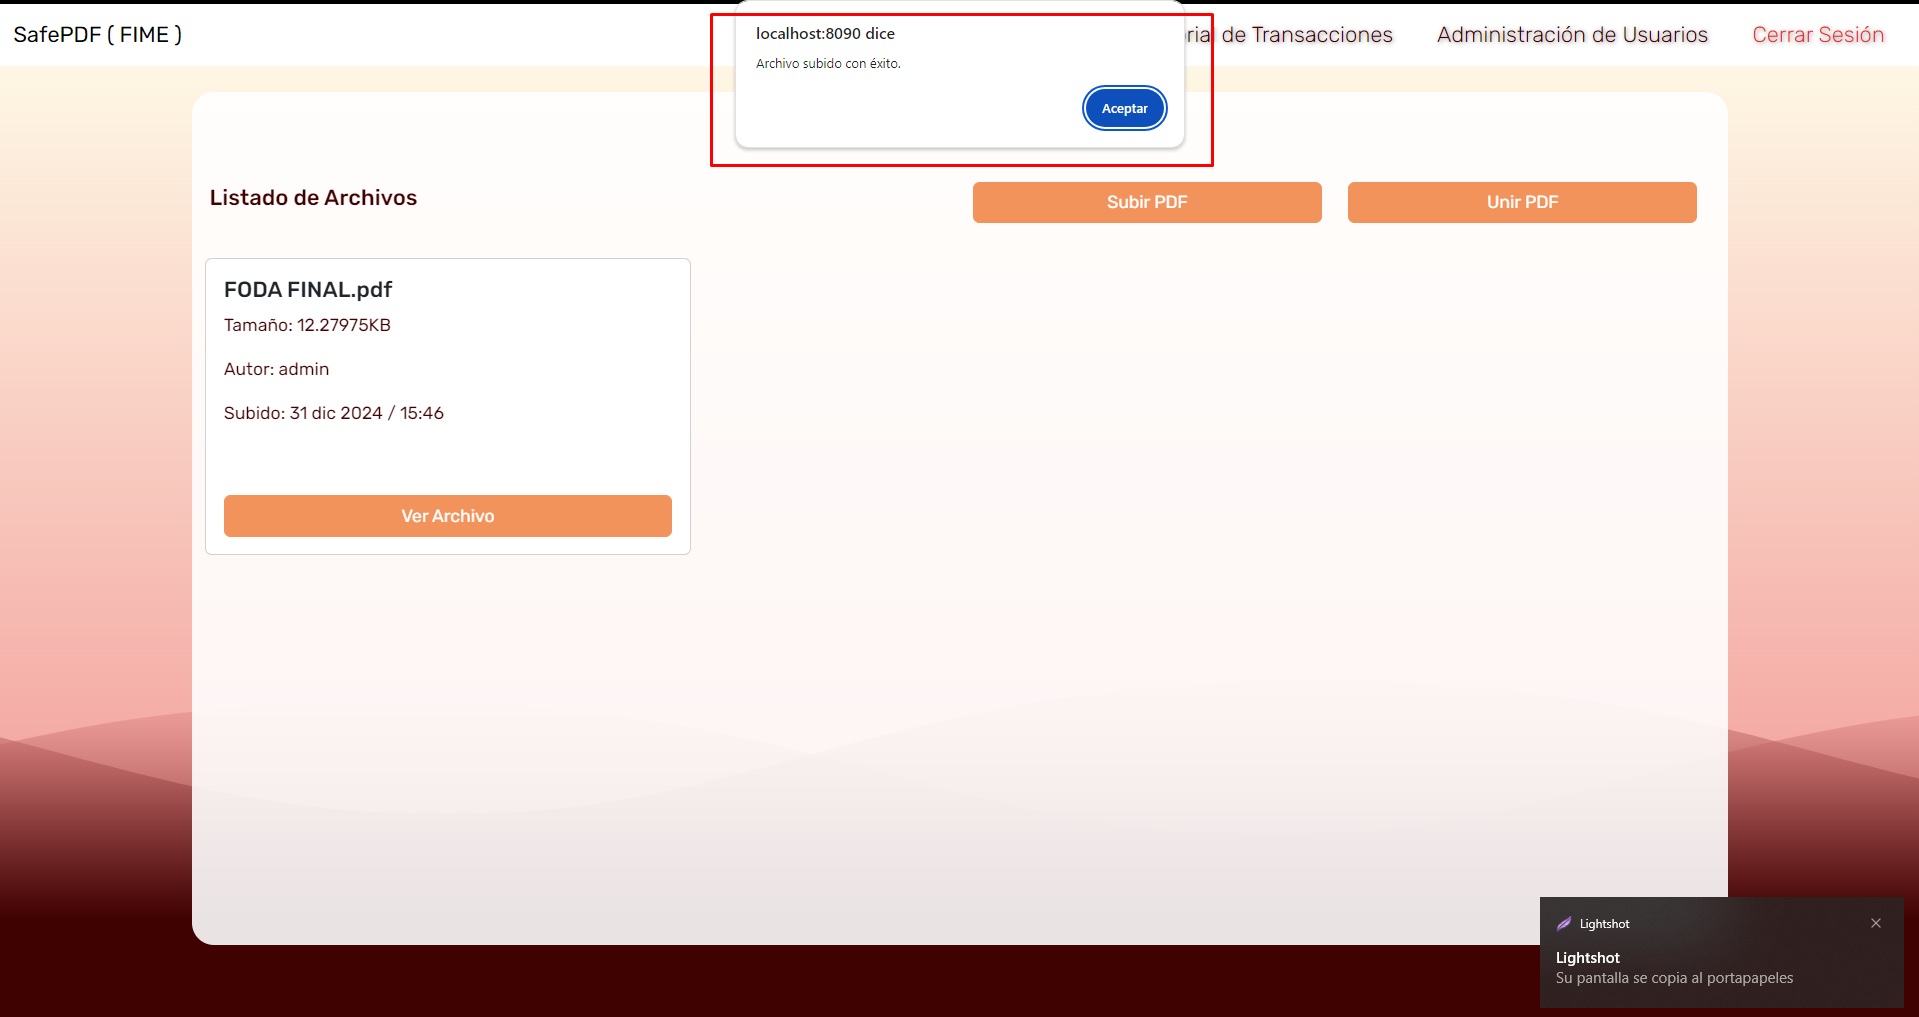 SafePDF ( FIME )
localhost:8090 dice
Archivo subido con éxito.
Aceptar
de Transacciones
Administración de Usuarios
Cerrar Sesión
Listado de Archivos
Subir PDF
Unir PDF
FODA FINAL.pdf
Tamaño: 12.27975KB
Autor: admin
Subido: 31 dic 2024 / 15:46
Ver Archivo
Lightshot
Lightshot
Su pantalla se copia al portapapeles